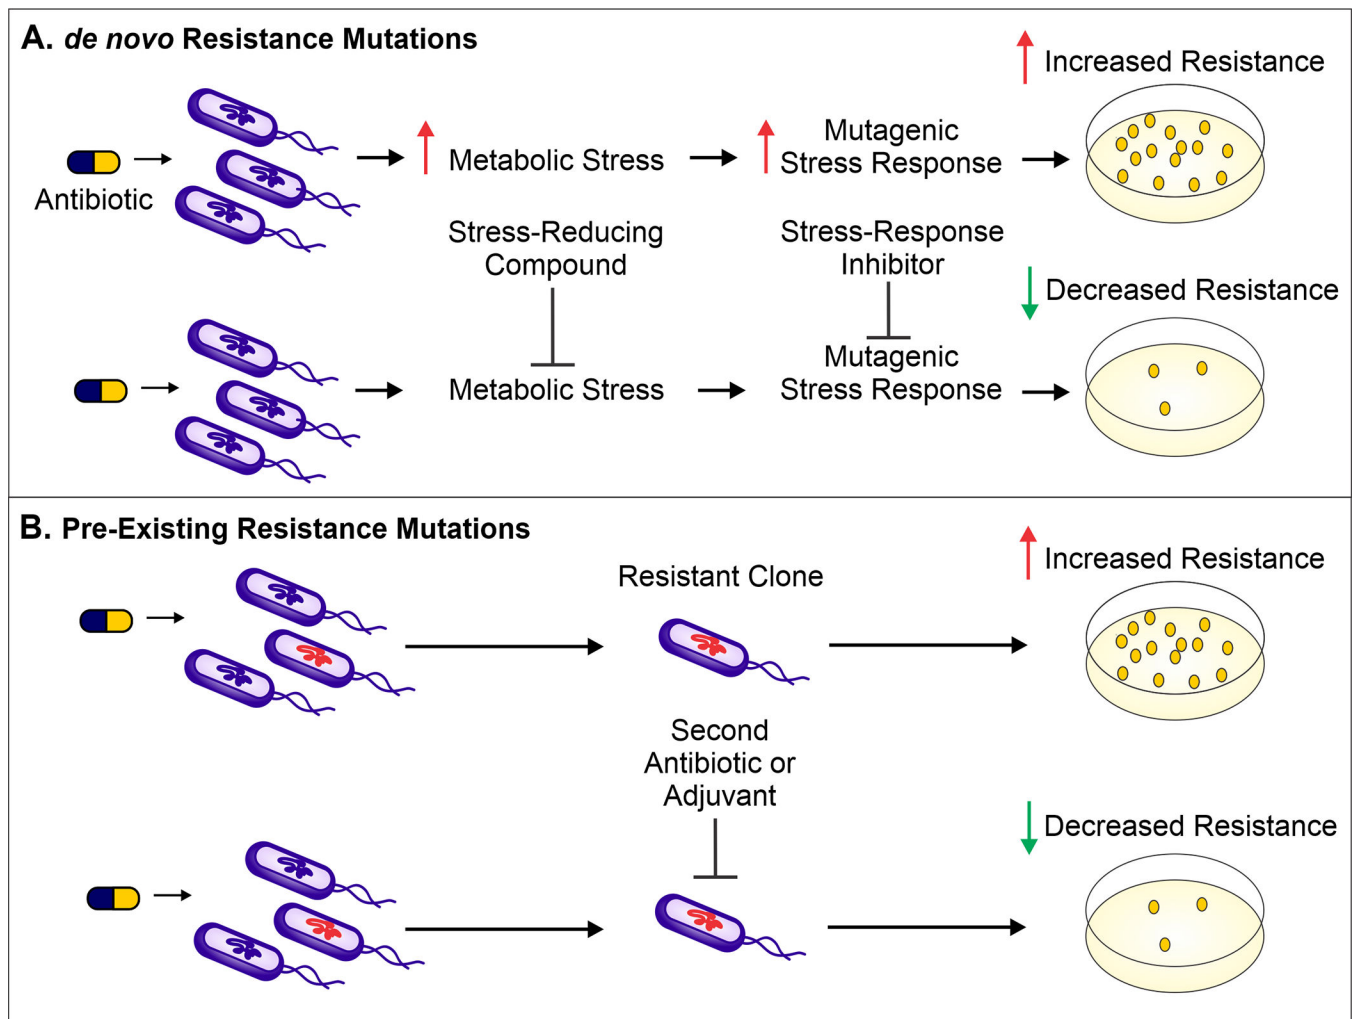 A. de novo Resistance Mutations
Increased Resistance
Antibiotic
Metabolic Stress
Mutagenic
Stress Response
Stress-Reducing
Compound
Stress-Response
Inhibitor
Decreased Resistance
Metabolic Stress
Mutagenic
Stress Response
B. Pre-Existing Resistance Mutations
Increased Resistance
Resistant Clone
Second
Antibiotic or
Adjuvant
Decreased Resistance